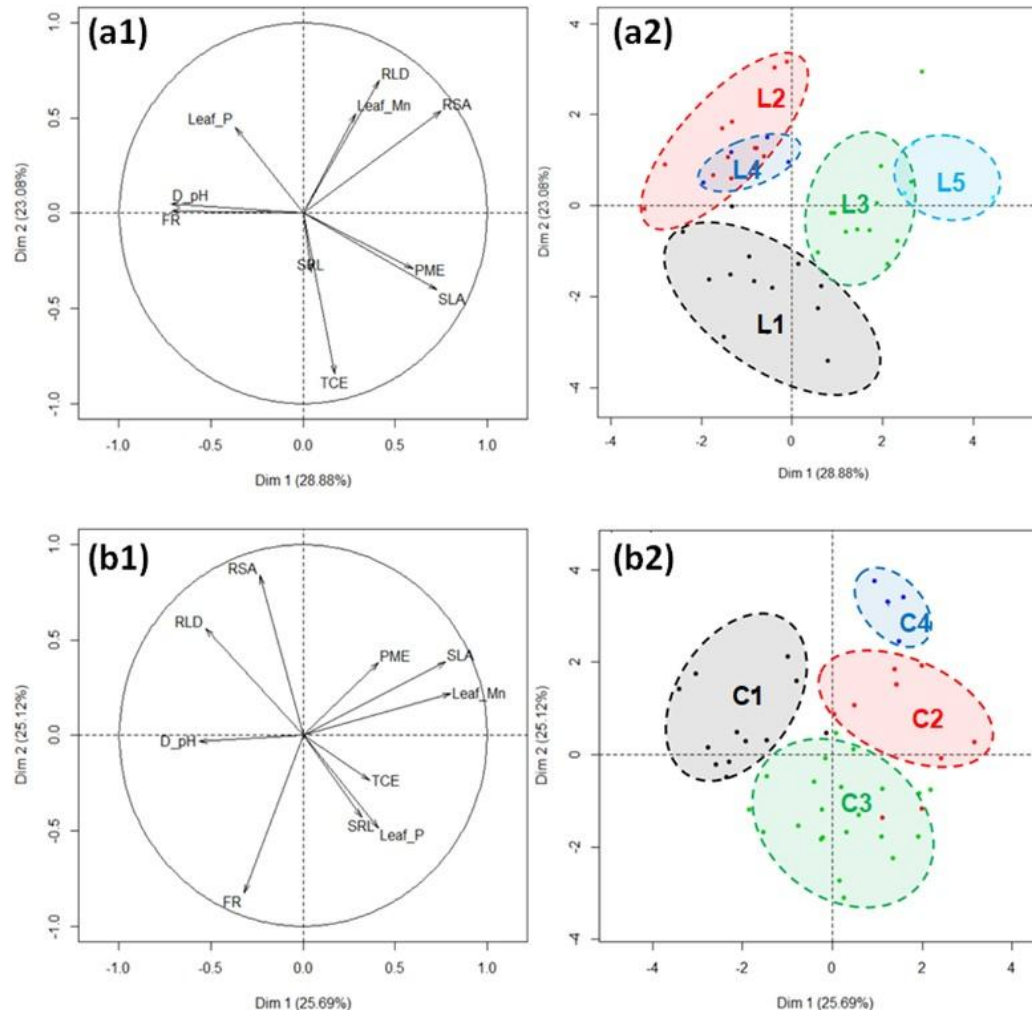 (a1)
1.0
0.5
0.0
-0.5
-1.0
Dim 2 (23.08%)
RLD
Leaf_Mn
RSA
Leaf_P
D_pH
FR
SRL
PME
SLA
TCE
-1.0 -0.5 0.0 0.5 1.0
Dim 1 (28.88%)
(a2)
4
2
0
-2
-4
Dim 2 (23.08%)
L2
L4
L3
L5
L1
-4 -2 0 2 4
Dim 1 (28.88%)
(b1)
1.0
0.5
0.0
-0.5
-1.0
Dim 2 (25.12%)
RSA
RLD
PME
SLA
Leaf_Mn
D_pH
TCE
SRL
Leaf_P
FR
-1.0 -0.5 0.0 0.5 1.0
Dim 1 (25.69%)
(b2)
4
2
0
-2
-4
Dim 2 (25.12%)
C4
C1
C2
C3
-4 -2 0 2 4
Dim 1 (25.69%)